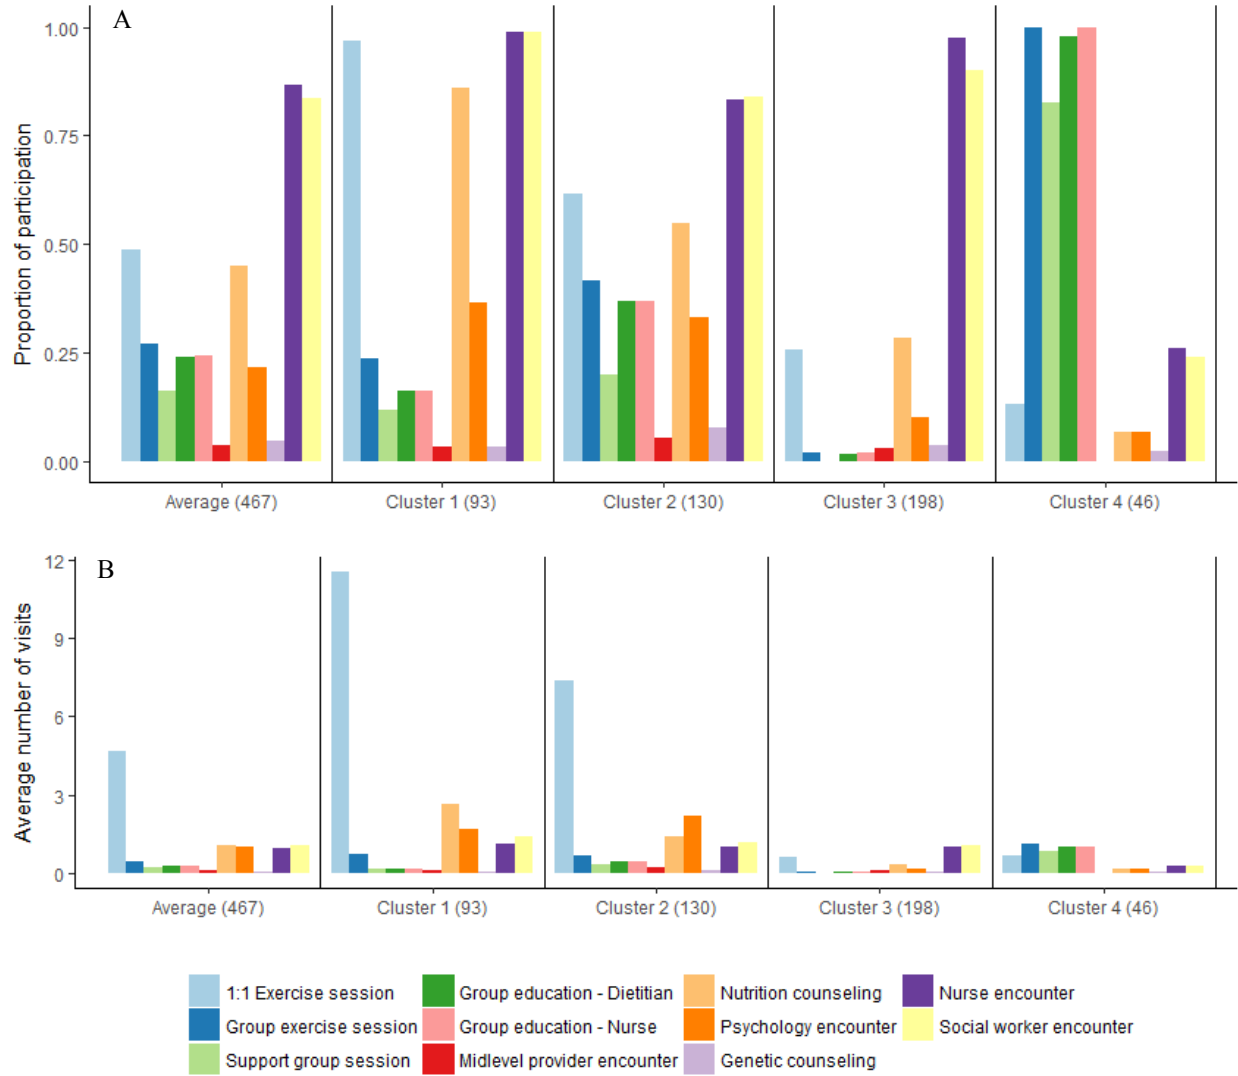 A
1.00
0.75
0.50
0.25
0.00
Proportion of participation
Average (467) Cluster 1 (93) Cluster 2 (130) Cluster 3 (198) Cluster 4 (46)
B
12
9
6
3
0
Average number of visits
Average (467) Cluster 1 (93) Cluster 2 (130) Cluster 3 (198) Cluster 4 (46)
1:1 Exercise session Group education - Dietitian Nutrition counseling Nurse encounter
Group exercise session Group education - Nurse Psychology encounter Social worker encounter
Support group session Midlevel provider encounter Genetic counseling